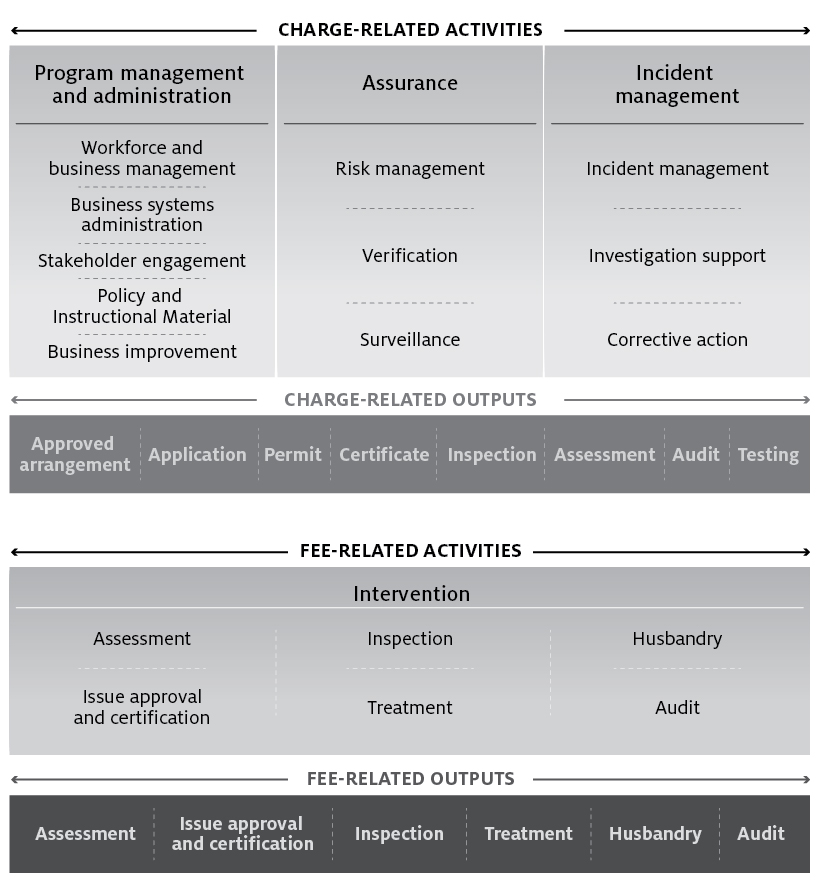 CHARGE-RELATED ACTIVITIES
Program management
and administration
Workforce and
business management
Business systems
administration
Stakeholder engagement
Policy and
Instructional Material
Business improvement
Assurance
Risk management
Verification
Surveillance
Incident
management
Incident management
Investigation support
Corrective action
CHARGE-RELATED OUTPUTS
Approved
arrangement
Application
Permit
Certificate
Inspection
Assessment
Audit
Testing
FEE-RELATED ACTIVITIES
Intervention
Assessment
Issue approval
and certification
Inspection
Treatment
Husbandry
Audit
FEE-RELATED OUTPUTS
Assessment
Issue approval
and certification
Inspection
Treatment
Husbandry
Audit